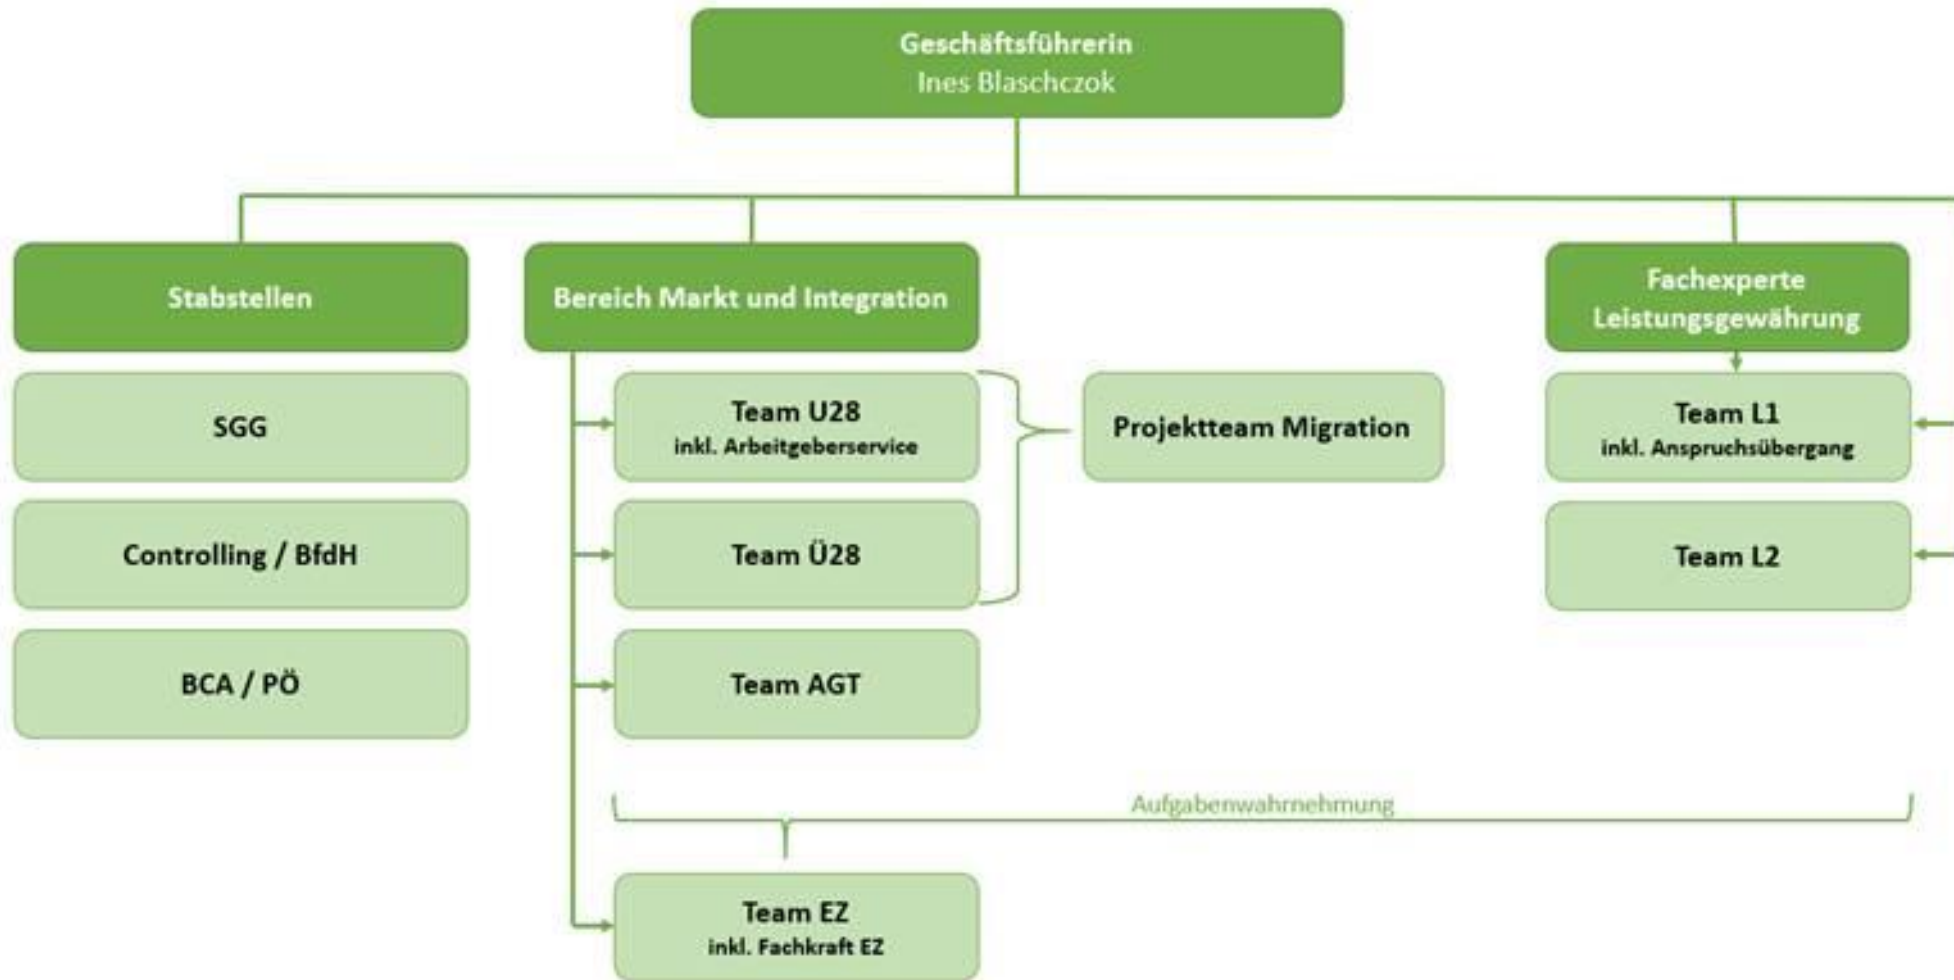 Geschäftsführerin
Ines Blaschczok
Stabstellen
SGG
Controlling / BfdH
BCA / PÖ
Bereich Markt und Integration
Team U28
inkl. Arbeitgeberservice
Team Ü28
Team AGT
Projektteam Migration
Fachexperte
Leistungsgewährung
Team L1
inkl. Anspruchsübergang
Team L2
Aufgabenwahrnehmung
Team EZ
inkl. Fachkraft EZ